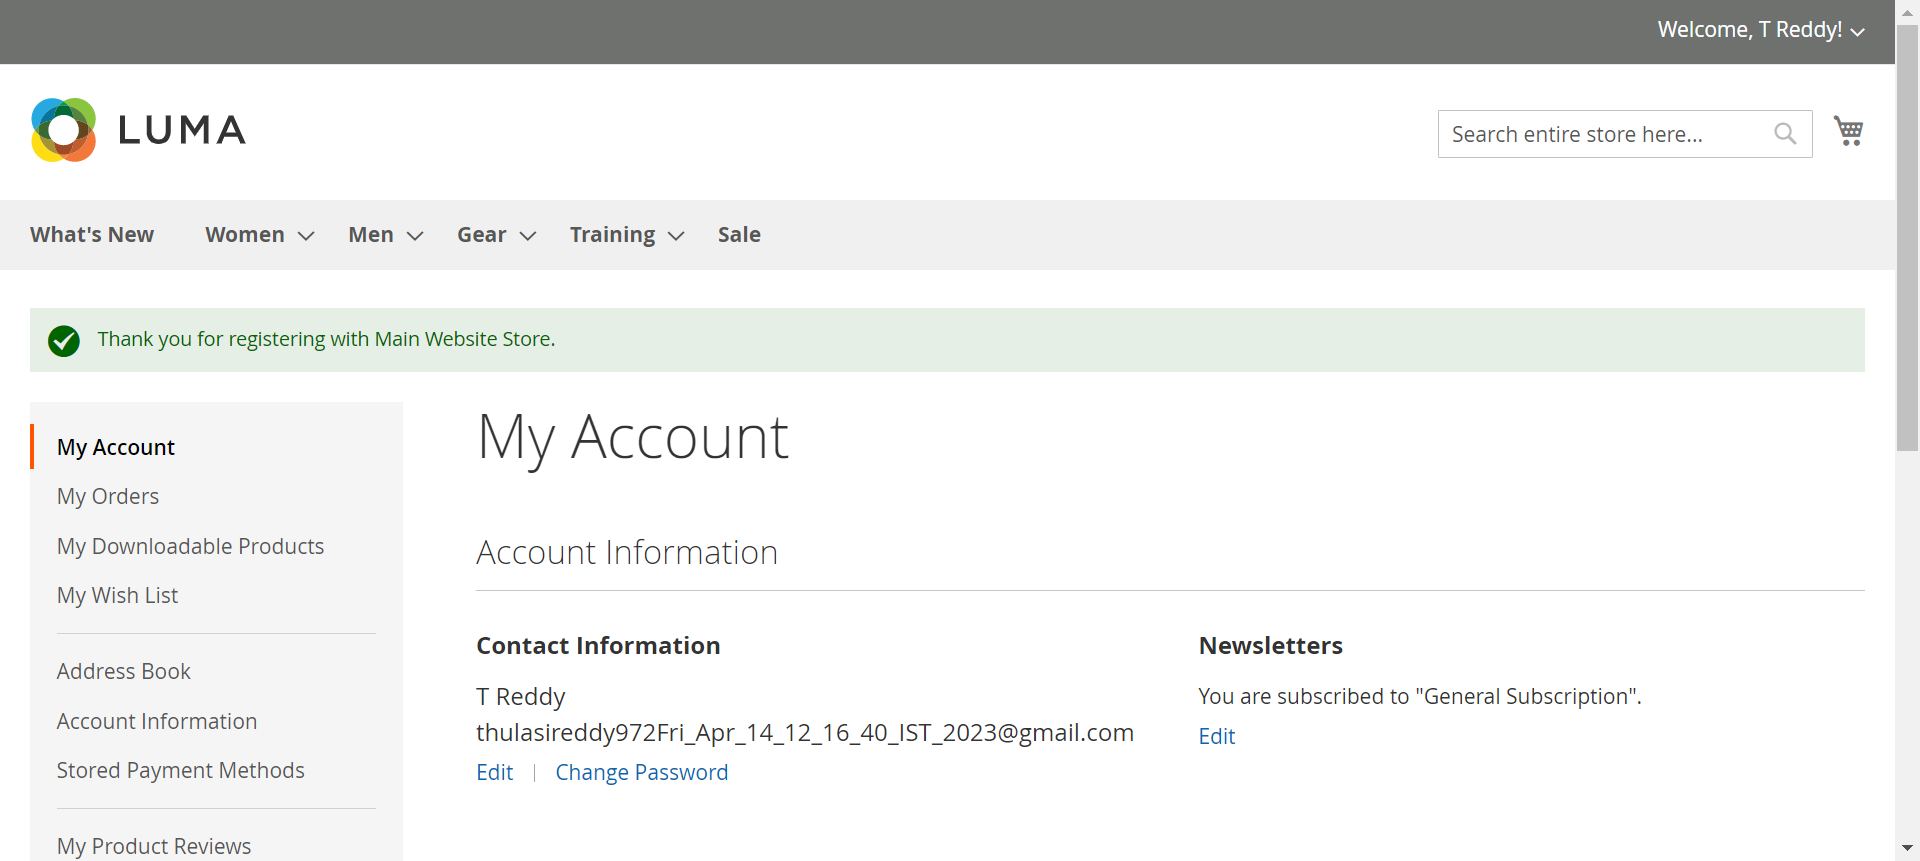 Welcome, T Reddy!
LUMA
Search entire store here...
What's New Women Men Gear Training Sale
Thank you for registering with Main Website Store.
My Account
My Orders
My Downloadable Products
My Wish List
Address Book
Account Information
Stored Payment Methods
My Product Reviews
My Account
Account Information
Contact Information
T Reddy
thulasireddy972Fri_Apr_14_12_16_40_IST_2023@gmail.com
Edit | Change Password
Newsletters
You are subscribed to "General Subscription".
Edit